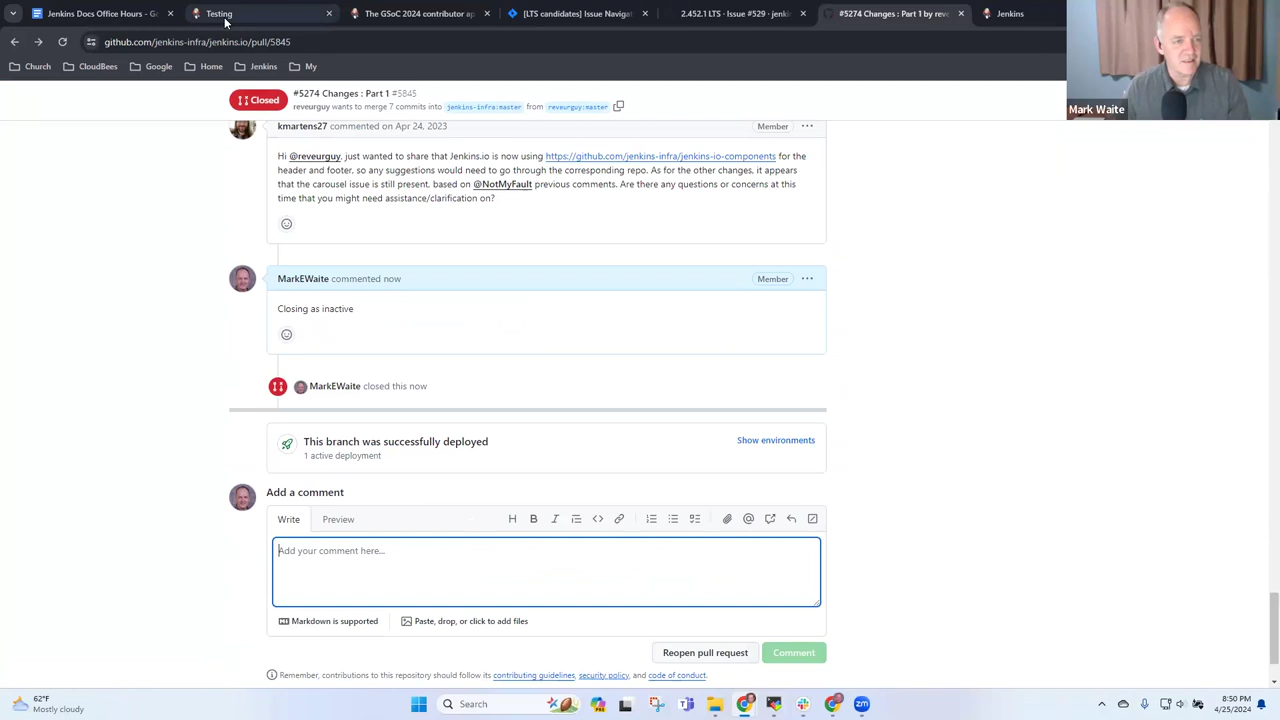 Jenkins Docs Office Hours - Go
Testing
The GSoC 2024 contributor ap
[LTS candidates] Issue Navigat
2.452.1 LTS · Issue #529 · jenkin
#5274 Changes : Part 1 by reve
Jenkins
github.com/jenkins-infra/jenkins.io/pull/5845
Church
CloudBees
Google
Home
Jenkins
My
Mark Waite
Closed
#5274 Changes : Part 1 #5845
reveurguy wants to merge 7 commits into jenkins-infra:master from reveurguy:master
kmartens27 commented on Apr 24, 2023
Member
Hi @reveurguy, just wanted to share that Jenkins.io is now using https://github.com/jenkins-infra/jenkins-io-components for the
header and footer, so any suggestions would need to go through the corresponding repo. As for the other changes, it appears
that the carousel issue is still present, based on @NotMyFault previous comments. Are there any questions or concerns at this
time that you might need assistance/clarification on?
MarkEWaite commented now
Member
Closing as inactive
MarkEWaite closed this now
This branch was successfully deployed
Show environments
1 active deployment
Add a comment
Write
Preview
Add your comment here...
Markdown is supported
Paste, drop, or click to add files
Reopen pull request
Comment
Remember, contributions to this repository should follow its contributing guidelines, security policy, and code of conduct.
62°F
Mostly cloudy
Search
8:50 PM
4/25/2024